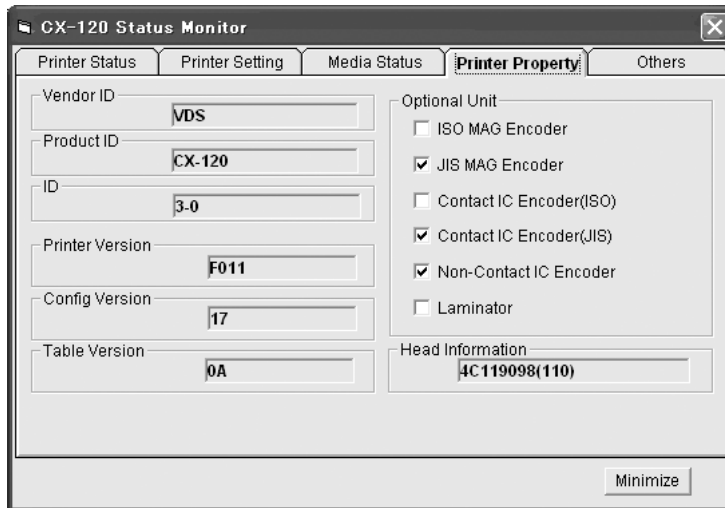 CX-120 Status Monitor
Printer Status
Printer Setting
Media Status
Printer Property
Others
Vendor ID
VDS
Product ID
CX-120
ID
3-0
Printer Version
F011
Config Version
17
Table Version
0A
Optional Unit
ISO MAG Encoder
JIS MAG Encoder
Contact IC Encoder(ISO)
Contact IC Encoder(JIS)
Non-Contact IC Encoder
Laminator
Head Information
4C119098(110)
Minimize